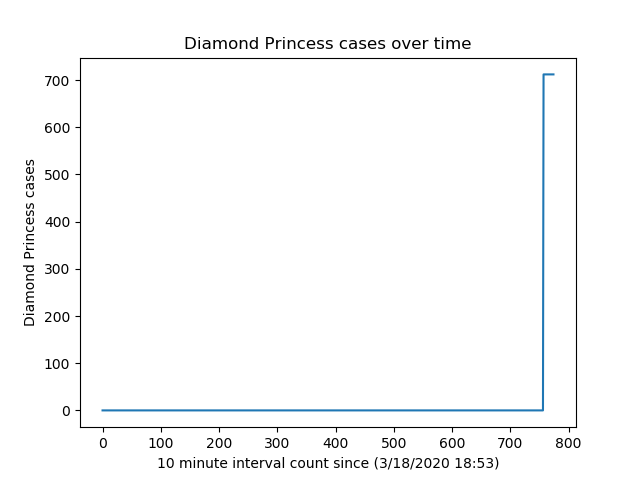 Diamond Princess cases over time
Diamond Princess cases
700
600
500
400
300
200
100
0
0 100 200 300 400 500 600 700 800
10 minute interval count since (3/18/2020 18:53)